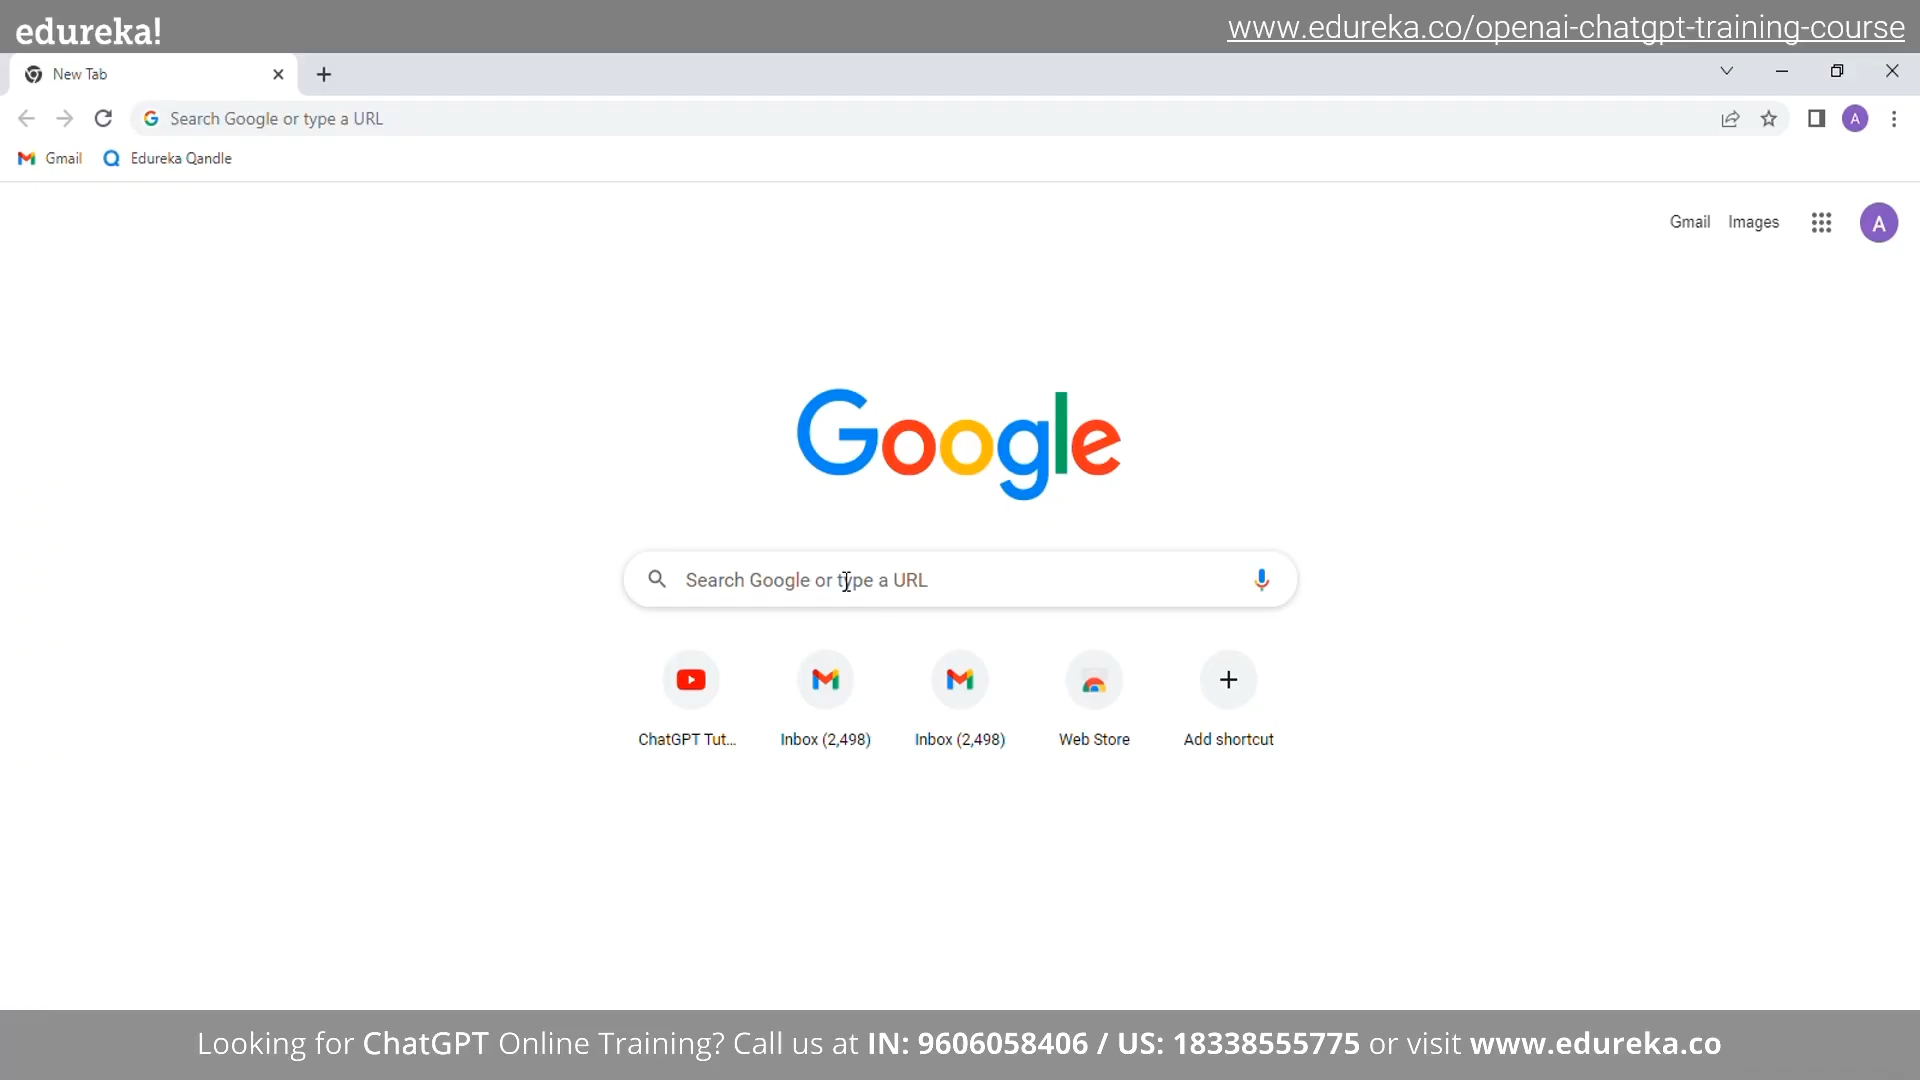 edureka!
www.edureka.co/openai-chatgpt-training-course
New Tab
Search Google or type a URL
A
Gmail
Edureka Qandle
Gmail
Images
A
Google
Search Google or type a URL
ChatGPT Tut...
Inbox (2,498)
Inbox (2,498)
Web Store
Add shortcut
Looking for ChatGPT Online Training? Call us at IN: 9606058406 / US: 18338555775 or visit www.edureka.co